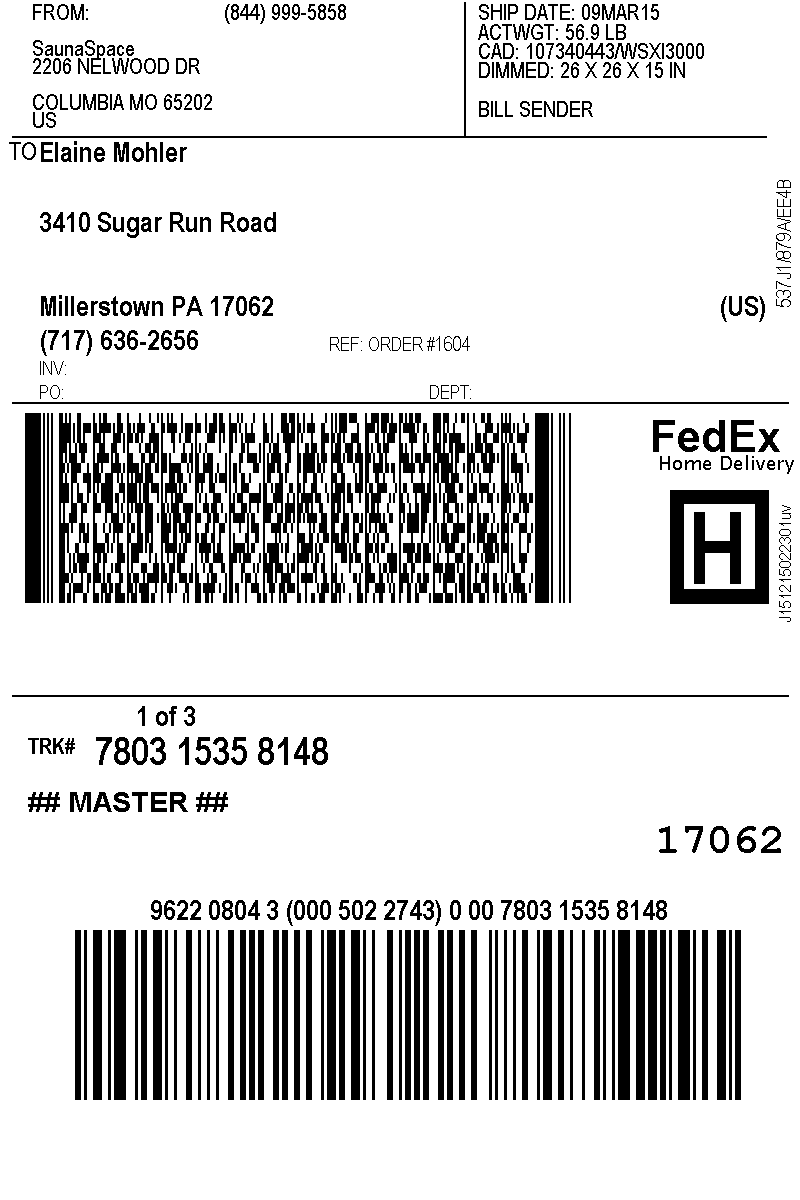 FROM: (844) 999-5858
SaunaSpace
2206 NELWOOD DR
COLUMBIA MO 65202
US
SHIP DATE: 09MAR15
ACTWGT: 56.9 LB
CAD: 107340443/WSXI3000
DIMMED: 26 X 26 X 15 IN
BILL SENDER
TO Elaine Mohler
3410 Sugar Run Road
Millerstown PA 17062 (US)
(717) 636-2656 REF: ORDER #1604
INV:
PO: DEPT:
537J1/879A/EE4B
FedEx
Home Delivery
H
J151215022301uv
1 of 3
TRK# 7803 1535 8148
## MASTER ##
17062
9622 0804 3 (000 502 2743) 0 00 7803 1535 8148